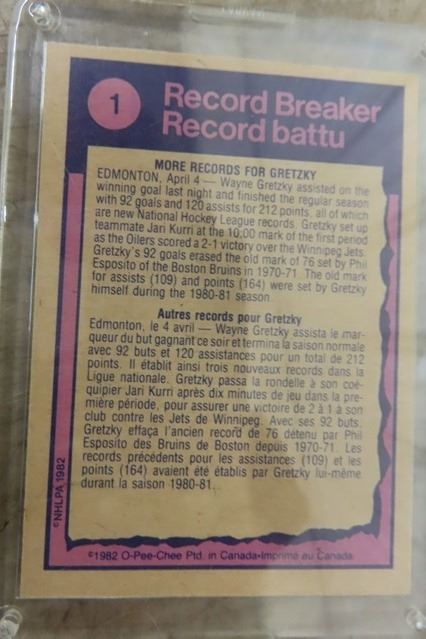 1
Record Breaker
Record battu
MORE RECORDS FOR GRETZKY
EDMONTON, April 4 — Wayne Gretzky assisted on the
winning goal last night and finished the regular season
with 92 goals and 120 assists for 212 points, all of which
are new National Hockey League records. Gretzky set up
teammate Jari Kurri at the 10:00 mark of the first period
as the Oilers scored a 2-1 victory over the Winnipeg Jets.
Gretzky's 92 goals erased the old mark of 76 set by Phil
Esposito of the Boston Bruins in 1970-71. The old mark
for assists (109) and points (164) were set by Gretzky
himself during the 1980-81 season.
Autres records pour Gretzky
Edmonton, le 4 avril — Wayne Gretzky assista le mar-
queur du but gagnant ce soir et termina la saison normale
avec 92 buts et 120 assistances pour un total de 212
points. Il établit ainsi trois nouveaux records dans la
Ligue nationale. Gretzky passa la rondelle à son coé-
quipier Jari Kurri après dix minutes de jeu dans la pre-
mière période, pour assurer une victoire de 2 à 1 à son
club contre les Jets de Winnipeg. Avec ses 92 buts,
Gretzky effaça l'ancien record de 76 détenu par Phil
Esposito des Bruins de Boston depuis 1970-71. Les
records précédents pour les assistances (109) et les
points (164) avaient été établis par Gretzky lui-même
durant la saison 1980-81.
©NHLPA 1982
©1982 O-Pee-Chee Ptd. in Canada•Imprimé au Canada